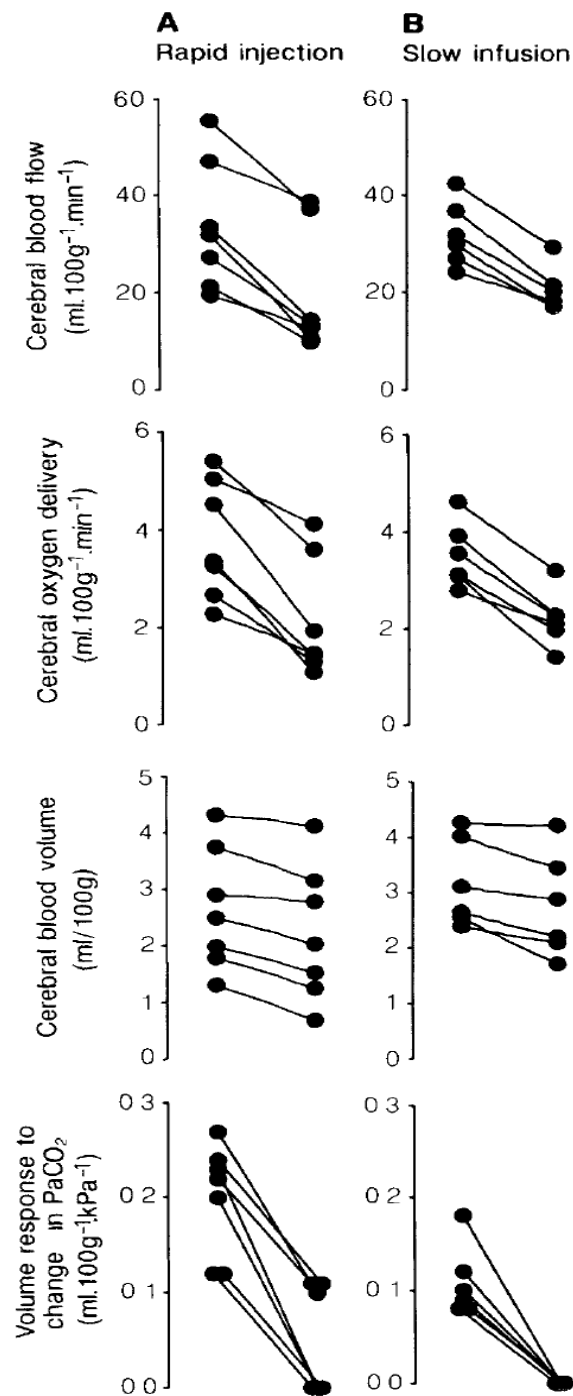 A
Rapid injection
B
Slow infusion
Cerebral blood flow
(ml.100g⁻¹.min⁻¹)
60
40
20
0
60
40
20
0
Cerebral oxygen delivery
(ml.100g⁻¹.min⁻¹)
6
4
2
0
6
4
2
0
Cerebral blood volume
(ml/100g)
5
4
3
2
1
0
5
4
3
2
1
0
Volume response to
change in PaCO₂
(ml.100g⁻¹.kPa⁻¹)
0 3
0 2
0 1
0 0
0 3
0 2
0 1
0 0